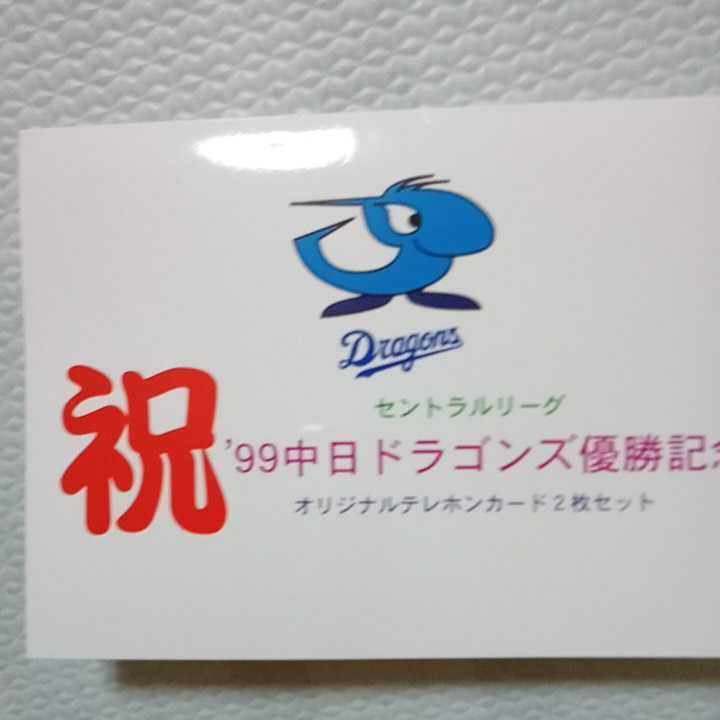 Dragons
セントラルリーグ
祝
'99中日ドラゴンズ優勝記念
オリジナルテレホンカード2枚セット